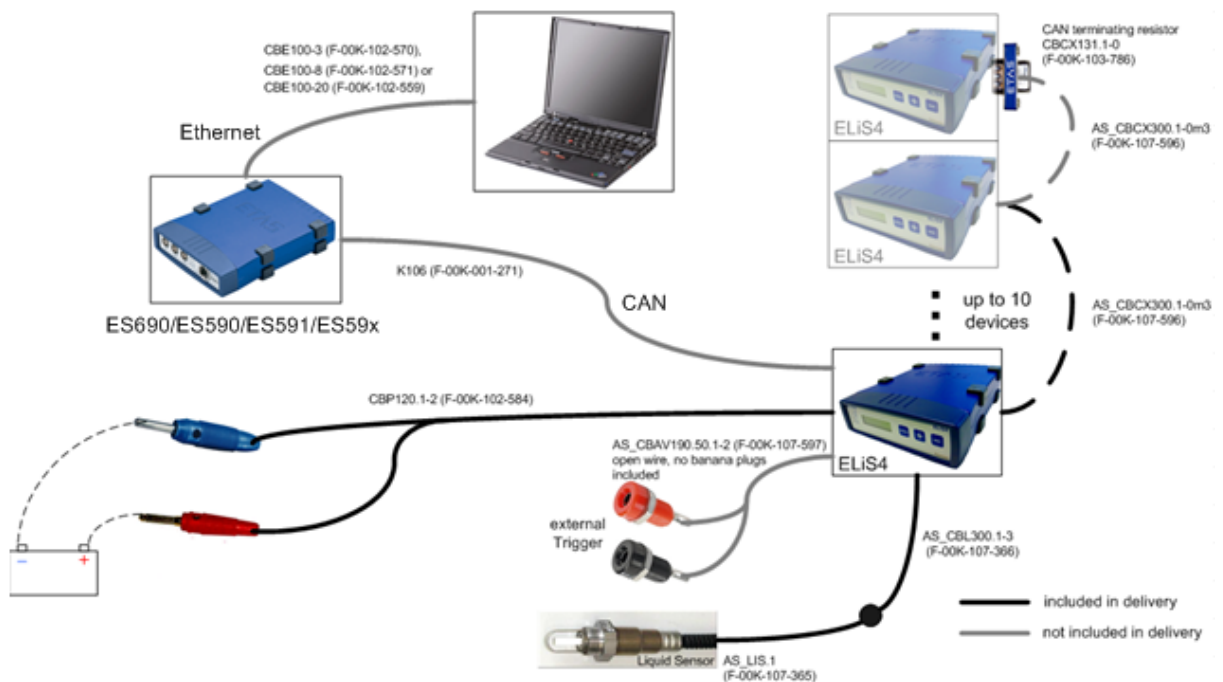 CBE100-3 (F-00K-102-570),
CBE100-8 (F-00K-102-571) or
CBE100-20 (F-00K-102-559)
Ethernet
CAN terminating resistor
CBCX131.1-0
(F-00K-103-786)
ETAS
ELiS4
AS_CBCX300.1-0m3
(F-00K-107-596)
ELiS4
ETAS
K106 (F-00K-001-271)
CAN
ES690/ES590/ES591/ES59x
up to 10
devices
AS_CBCX300.1-0m3
(F-00K-107-596)
CBP120.1-2 (F-00K-102-584)
ETAS
ELiS4
AS_CBAV190.50.1-2 (F-00K-107-597)
open wire, no banana plugs
included
external
Trigger
AS_CBL300.1-3
(F-00K-107-366)
− +
included in delivery
not included in delivery
Liquid Sensor
AS_LIS.1
(F-00K-107-365)